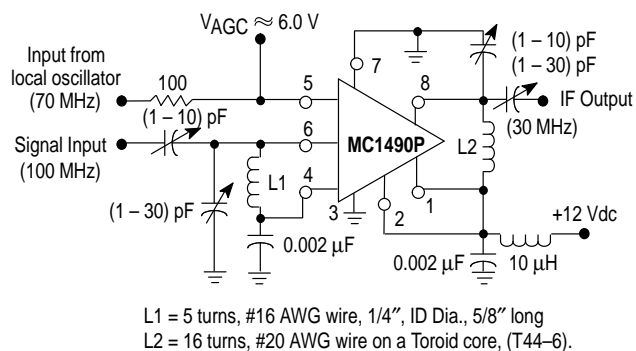 VAGC ≈ 6.0 V
Input from
local oscillator
(70 MHz)
100
5
7
(1 – 10) pF
(1 – 30) pF
8
IF Output
(30 MHz)
(1 – 10) pF
Signal Input
(100 MHz)
6
MC1490P
L2
L1
4
(1 – 30) pF
3
2
1
+12 Vdc
0.002 µF
0.002 µF
10 µH
L1 = 5 turns, #16 AWG wire, 1/4″, ID Dia., 5/8″ long
L2 = 16 turns, #20 AWG wire on a Toroid core, (T44–6).